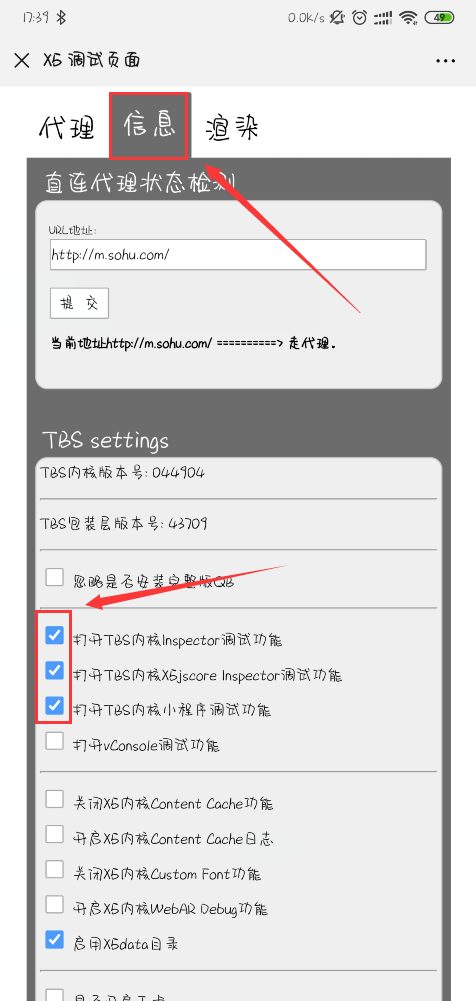 17:39 0.0K/s 49
X5 调试页面
代理 信息 渲染
直连代理状态检测
URL地址:
http://m.sohu.com/
提 交
当前地址http://m.sohu.com/ ==========> 走代理。
TBS settings
TBS内核版本号: 044904
TBS包装层版本号: 43709
忽略是否安装完整版QB
打开TBS内核Inspector调试功能
打开TBS内核X5jscore Inspector调试功能
打开TBS内核小程序调试功能
打开vConsole调试功能
关闭X5内核Content Cache功能
开启X5内核Content Cache日志
关闭X5内核Custom Font功能
开启X5内核WebAR Debug功能
启用X5data目录